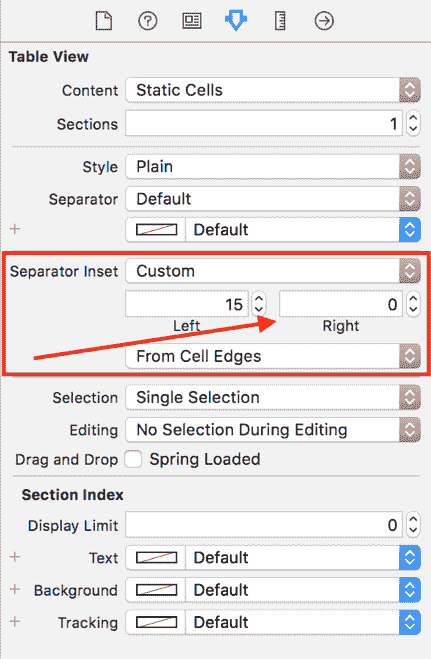 Table View
Content Static Cells
Sections 1
Style Plain
Separator Default
+ Default
Separator Inset Custom
15 0
Left Right
From Cell Edges
Selection Single Selection
Editing No Selection During Editing
Drag and Drop Spring Loaded
Section Index
Display Limit 0
+ Text Default
+ Background Default
+ Tracking Default